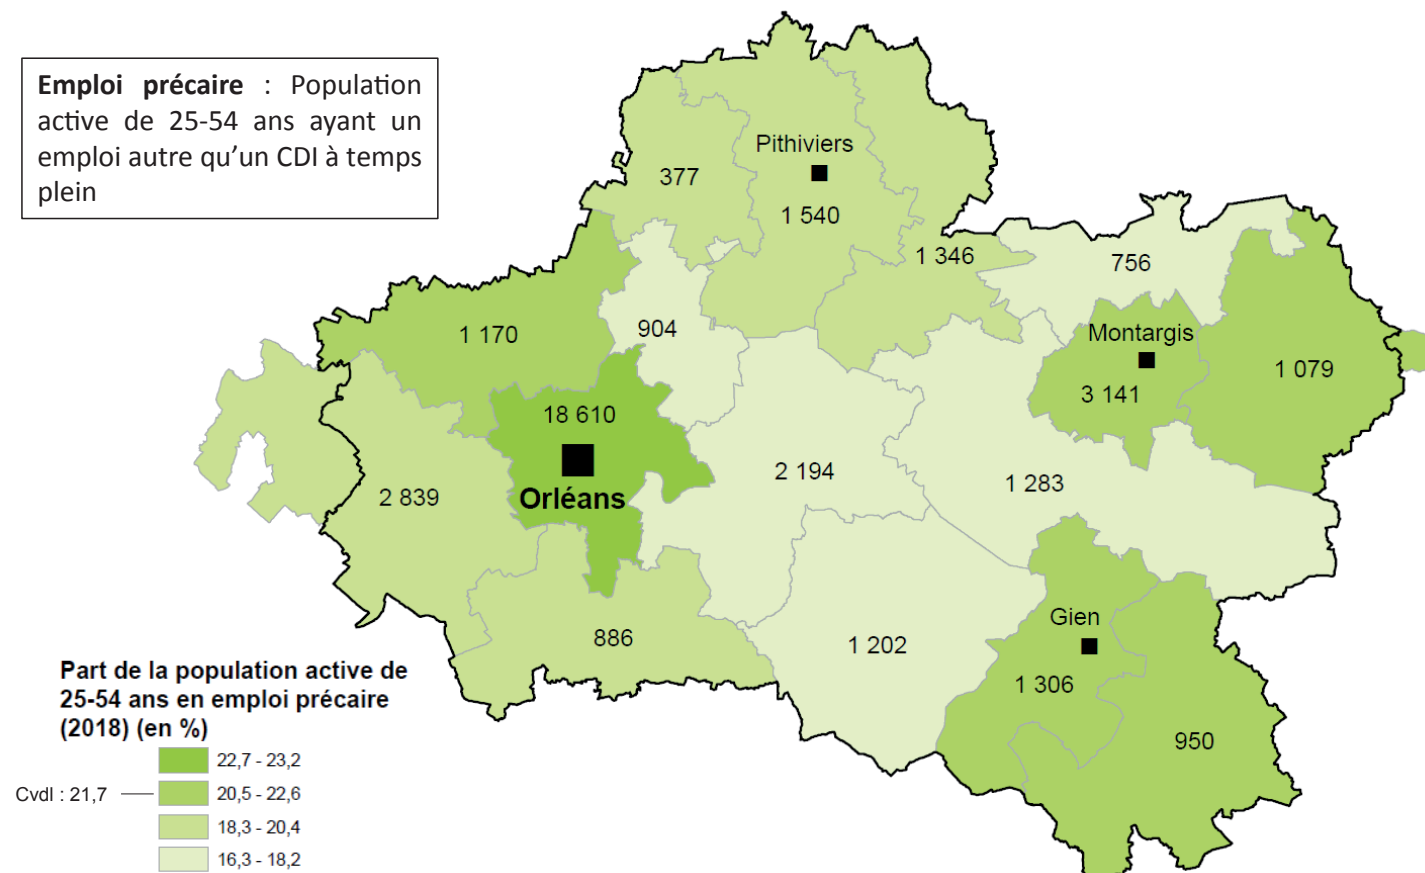 Emploi précaire : Population
active de 25-54 ans ayant un
emploi autre qu'un CDI à temps
plein
Pithiviers
377
1 540
1 346
756
904
1 170
Montargis
1 079
3 141
18 610
Orléans
2 194
1 283
2 839
Gien
886
1 202
1 306
950
Part de la population active de
25-54 ans en emploi précaire
(2018) (en %)
22,7 - 23,2
Cvdl : 21,7
20,5 - 22,6
18,3 - 20,4
16,3 - 18,2